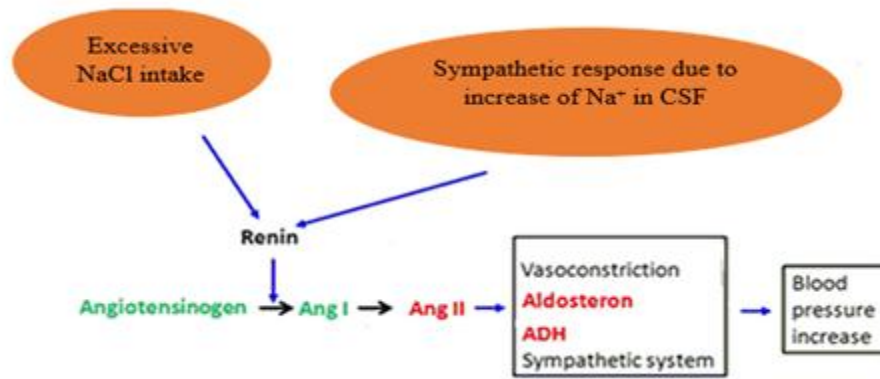 Excessive
NaCl intake
Sympathetic response due to
increase of Na⁺ in CSF
Renin
Angiotensinogen
Ang I
Ang II
Vasoconstriction
Aldosteron
ADH
Sympathetic system
Blood
pressure
increase